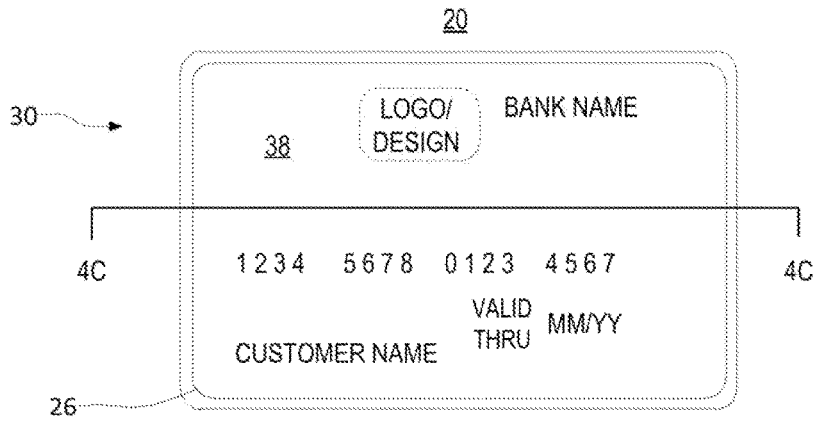 20
30
LOGO/ BANK NAME
DESIGN
38
4C 4C
1234 5678 0123 4567
VALID MM/YY
THRU
CUSTOMER NAME
26